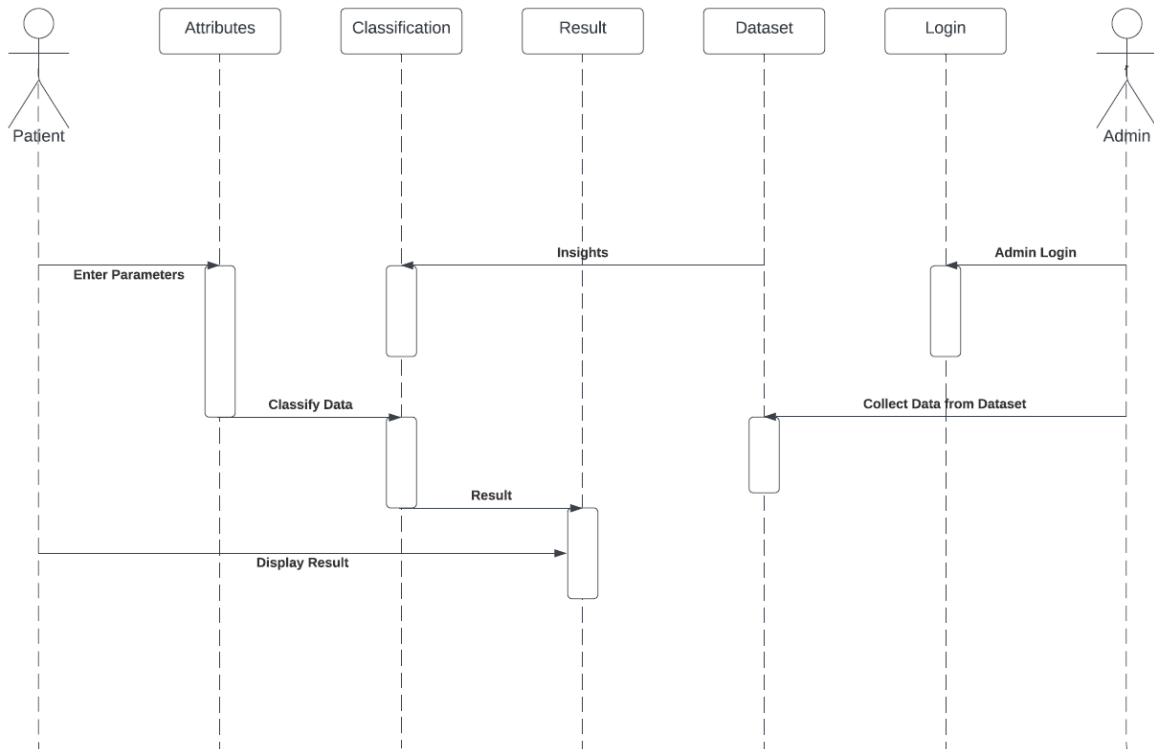 Attributes
Classification
Result
Dataset
Login
Patient
Admin
Insights
Admin Login
Enter Parameters
Classify Data
Collect Data from Dataset
Result
Display Result